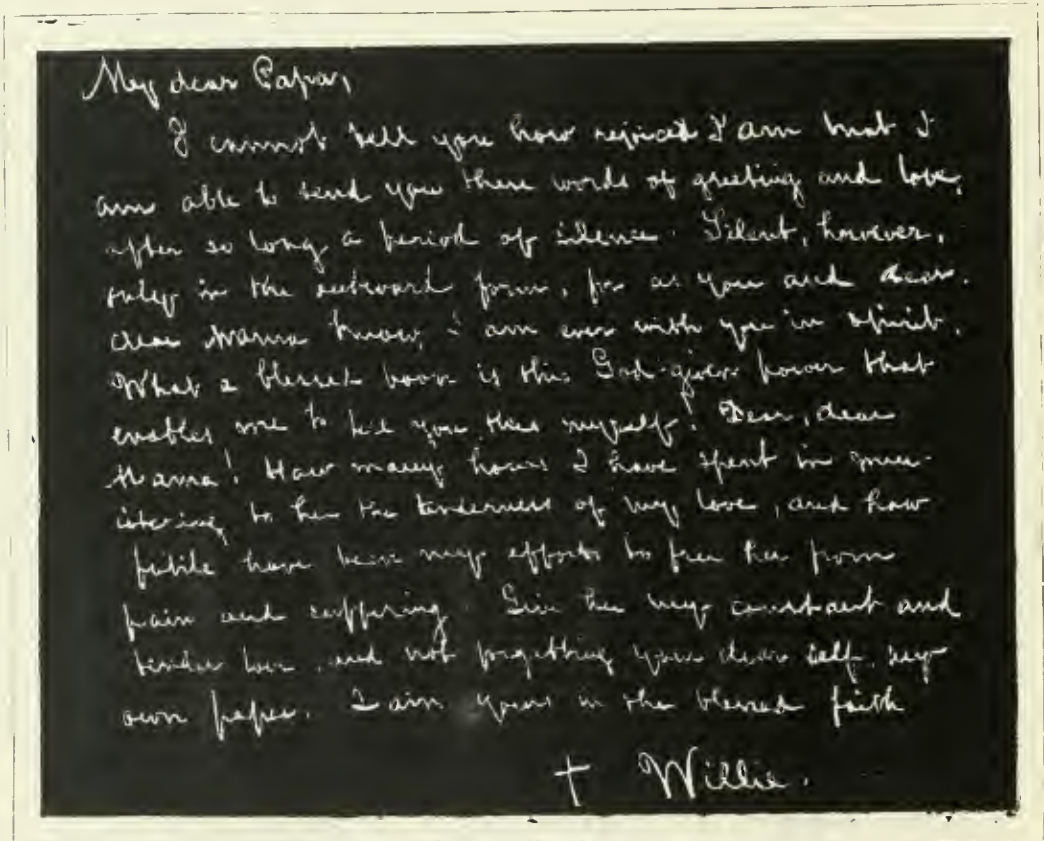 My dear Papa,
I cannot tell you how rejoiced I am that I
am able to send you these words of greeting and love,
after so long a period of silence. Silent, however,
only in the outward form, for as you and dear,
dear Mama know, I am ever with you in spirit.
What a blessed boon is this God-given power that
enables me to tell you this myself! Dear, dear
Mama! How many hours I have spent in min-
istering to her the tenderness of my love, and how
futile have been my efforts to free her from
pain and suffering. Give her my constant and
tender love, and not forgetting your dear self, my
own papa. I am yours in the blessed faith
† Willie.